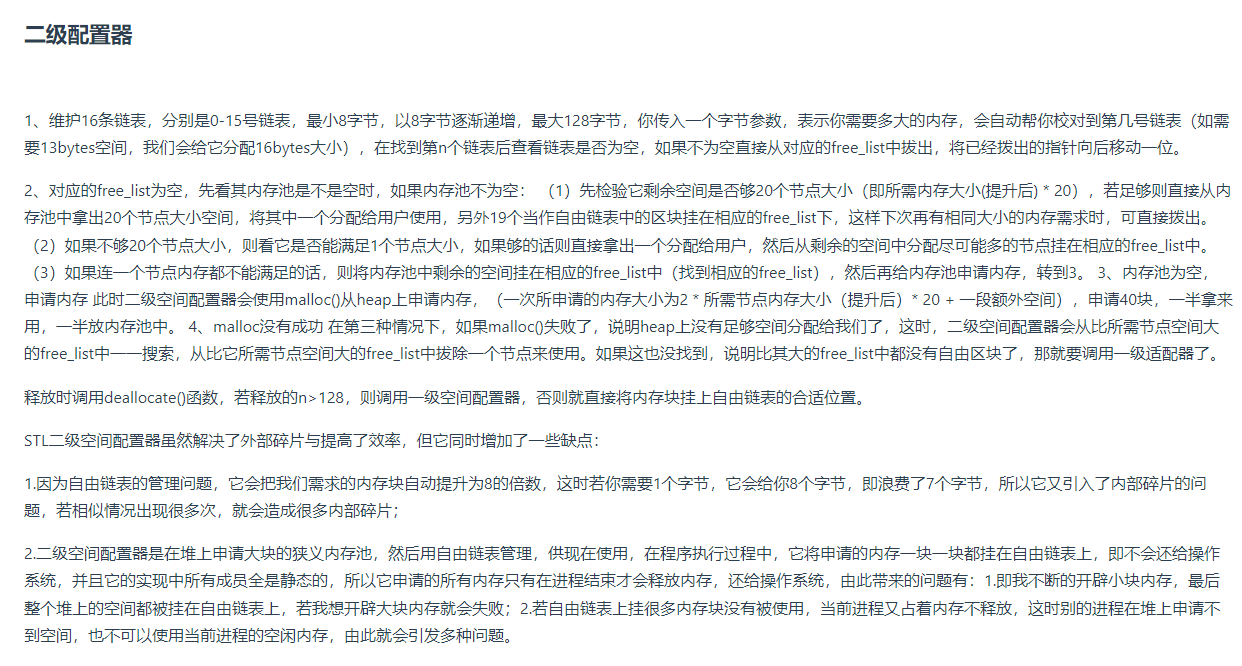 二级配置器
1、维护16条链表，分别是0-15号链表，最小8字节，以8字节逐渐递增，最大128字节，你传入一个字节参数，表示你需要多大的内存，会自动帮你校对到第几号链表（如需
要13bytes空间，我们会给它分配16bytes大小），在找到第n个链表后查看链表是否为空，如果不为空直接从对应的free_list中拔出，将已经拨出的指针向后移动一位。
2、对应的free_list为空，先看其内存池是不是空时，如果内存池不为空： （1）先检验它剩余空间是否够20个节点大小（即所需内存大小(提升后) * 20），若足够则直接从内
存池中拿出20个节点大小空间，将其中一个分配给用户使用，另外19个当作自由链表中的区块挂在相应的free_list下，这样下次再有相同大小的内存需求时，可直接拨出。
（2）如果不够20个节点大小，则看它是否能满足1个节点大小，如果够的话则直接拿出一个分配给用户，然后从剩余的空间中分配尽可能多的节点挂在相应的free_list中。
（3）如果连一个节点内存都不能满足的话，则将内存池中剩余的空间挂在相应的free_list中（找到相应的free_list），然后再给内存池申请内存，转到3。 3、内存池为空，
申请内存 此时二级空间配置器会使用malloc()从heap上申请内存，（一次所申请的内存大小为2 * 所需节点内存大小（提升后）* 20 + 一段额外空间），申请40块，一半拿来
用，一半放内存池中。 4、malloc没有成功 在第三种情况下，如果malloc()失败了，说明heap上没有足够空间分配给我们了，这时，二级空间配置器会从比所需节点空间大
的free_list中一一搜索，从比它所需节点空间大的free_list中拔除一个节点来使用。如果这也没找到，说明比其大的free_list中都没有自由区块了，那就要调用一级适配器了。
释放时调用deallocate()函数，若释放的n>128，则调用一级空间配置器，否则就直接将内存块挂上自由链表的合适位置。
STL二级空间配置器虽然解决了外部碎片与提高了效率，但它同时增加了一些缺点：
1.因为自由链表的管理问题，它会把我们需求的内存块自动提升为8的倍数，这时若你需要1个字节，它会给你8个字节，即浪费了7个字节，所以它又引入了内部碎片的问
题，若相似情况出现很多次，就会造成很多内部碎片；
2.二级空间配置器是在堆上申请大块的狭义内存池，然后用自由链表管理，供现在使用，在程序执行过程中，它将申请的内存一块一块都挂在自由链表上，即不会还给操作
系统，并且它的实现中所有成员全是静态的，所以它申请的所有内存只有在进程结束才会释放内存，还给操作系统，由此带来的问题有：1.即我不断的开辟小块内存，最后
整个堆上的空间都被挂在自由链表上，若我想开辟大块内存就会失败；2.若自由链表上挂很多内存块没有被使用，当前进程又占着内存不释放，这时别的进程在堆上申请不
到空间，也不可以使用当前进程的空闲内存，由此就会引发多种问题。